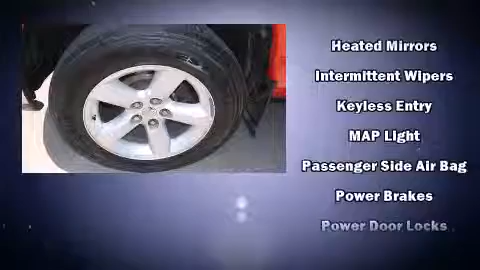 Heated Mirrors
Intermittent Wipers
Keyless Entry
MAP Light
Passenger Side Air Bag
Power Brakes
Power Door Locks